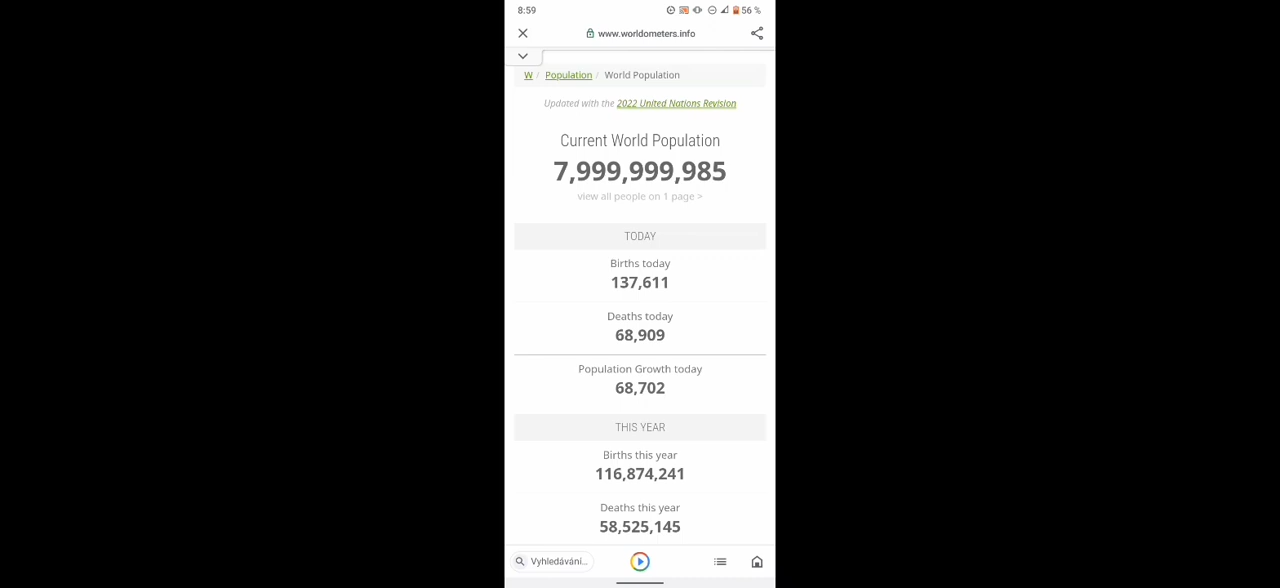 8:59
56 %
www.worldometers.info
W / Population / World Population
Updated with the 2022 United Nations Revision
Current World Population
7,999,999,985
view all people on 1 page >
TODAY
Births today
137,611
Deaths today
68,909
Population Growth today
68,702
THIS YEAR
Births this year
116,874,241
Deaths this year
58,525,145
Vyhledávání...